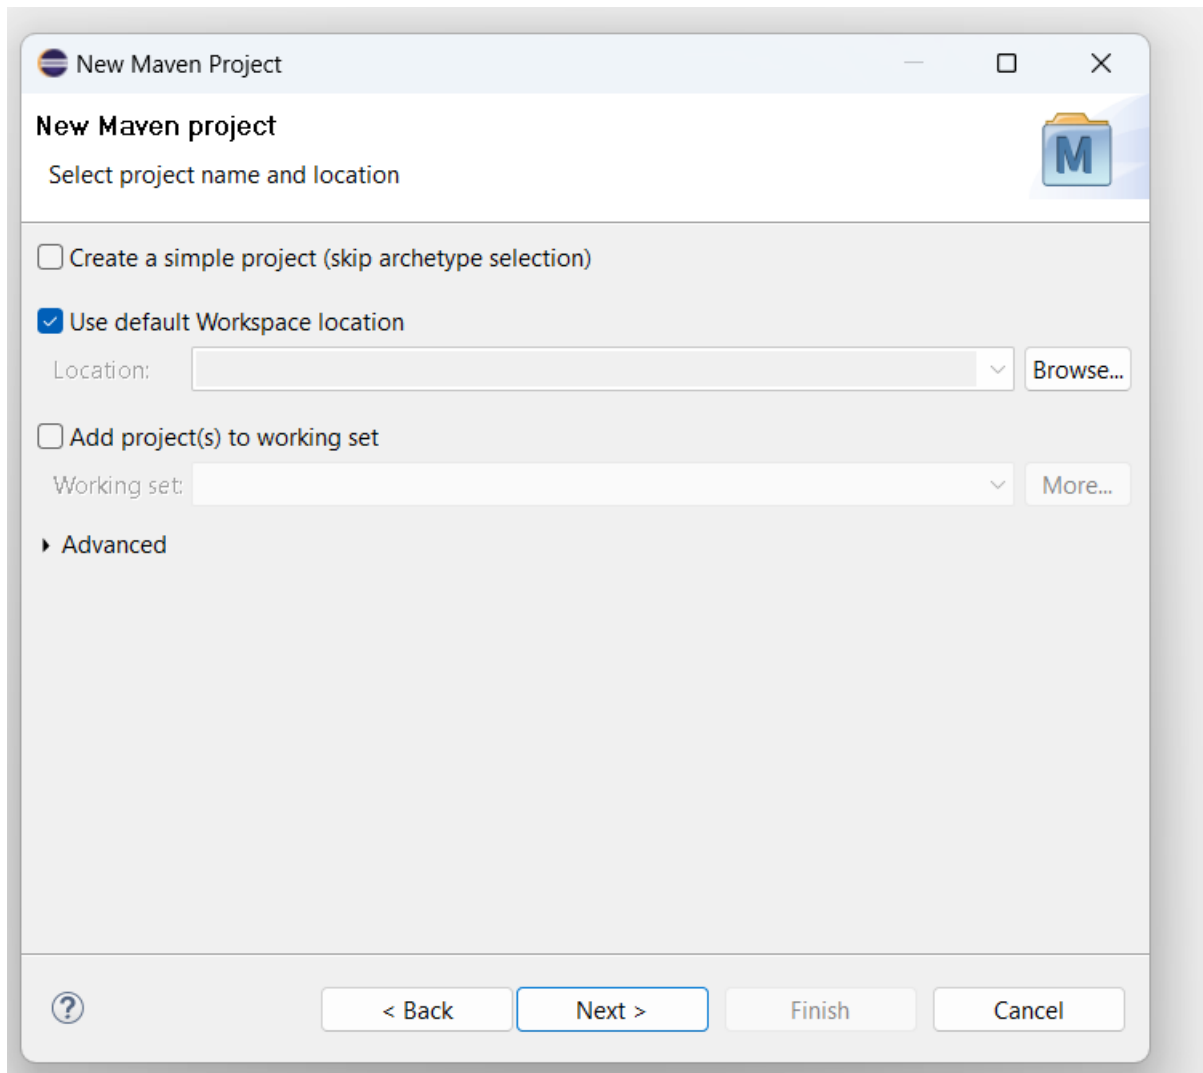 New Maven Project
New Maven project
Select project name and location
M
Create a simple project (skip archetype selection)
Use default Workspace location
Location:
Browse...
Add project(s) to working set
Working set:
More...
Advanced
?
< Back
Next >
Finish
Cancel